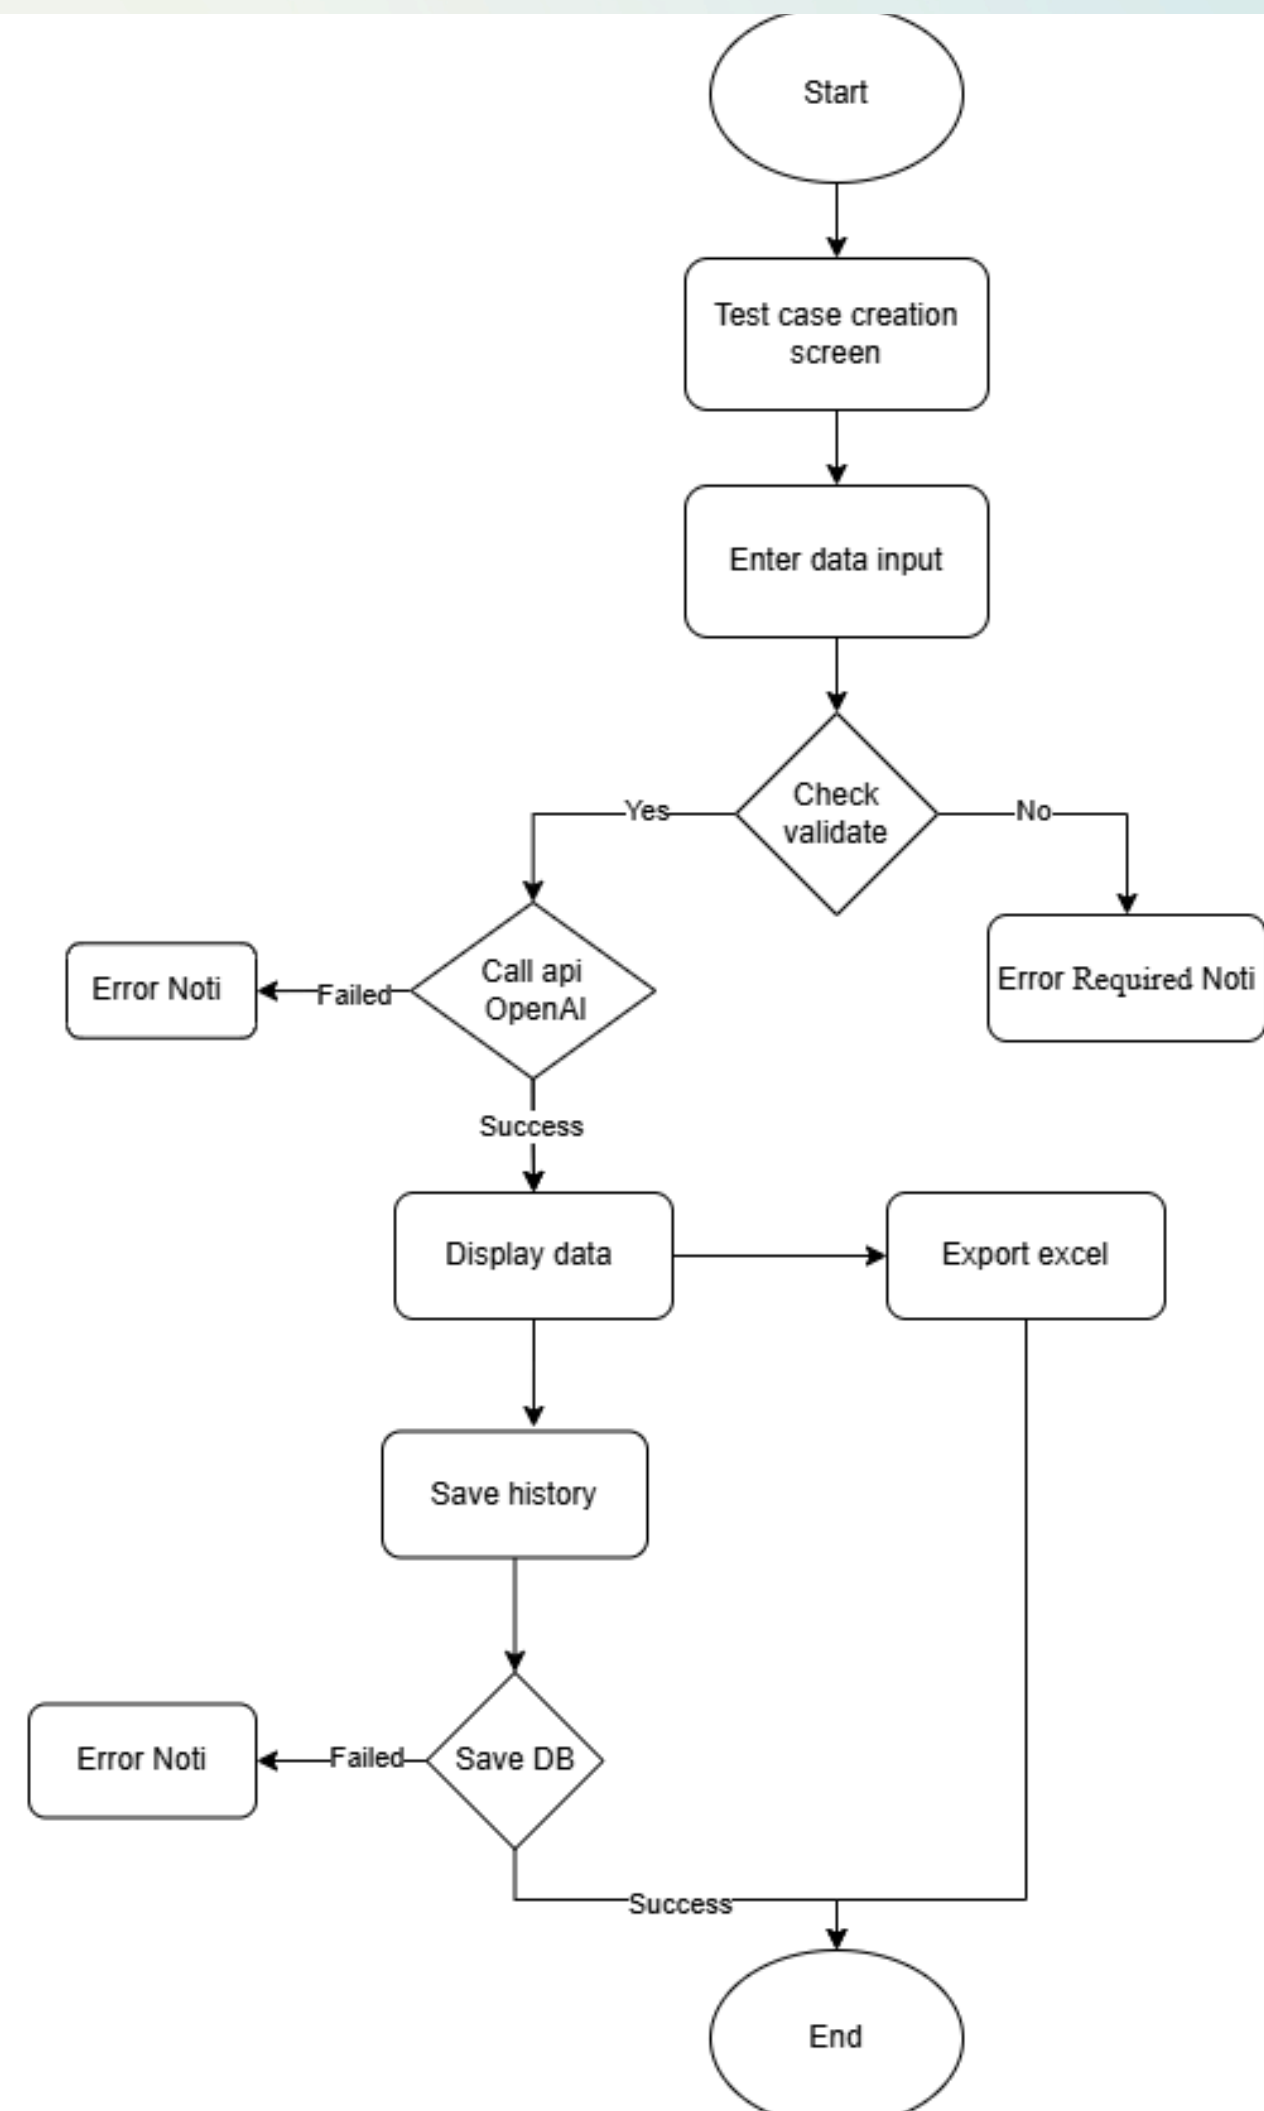 Start
Test case creation
screen
Enter data input
Check
validate
Yes
No
Call api
OpenAI
Failed
Error Noti
Error Required Noti
Success
Display data
Export excel
Save history
Save DB
Failed
Error Noti
Success
End